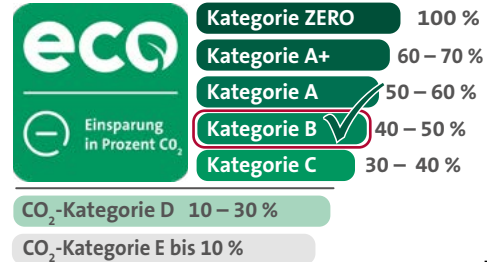 eco
Einsparung
in Prozent CO₂
Kategorie ZERO 100 %
Kategorie A+ 60 – 70 %
Kategorie A 50 – 60 %
Kategorie B 40 – 50 %
Kategorie C 30 – 40 %
CO₂-Kategorie D 10 – 30 %
CO₂-Kategorie E bis 10 %